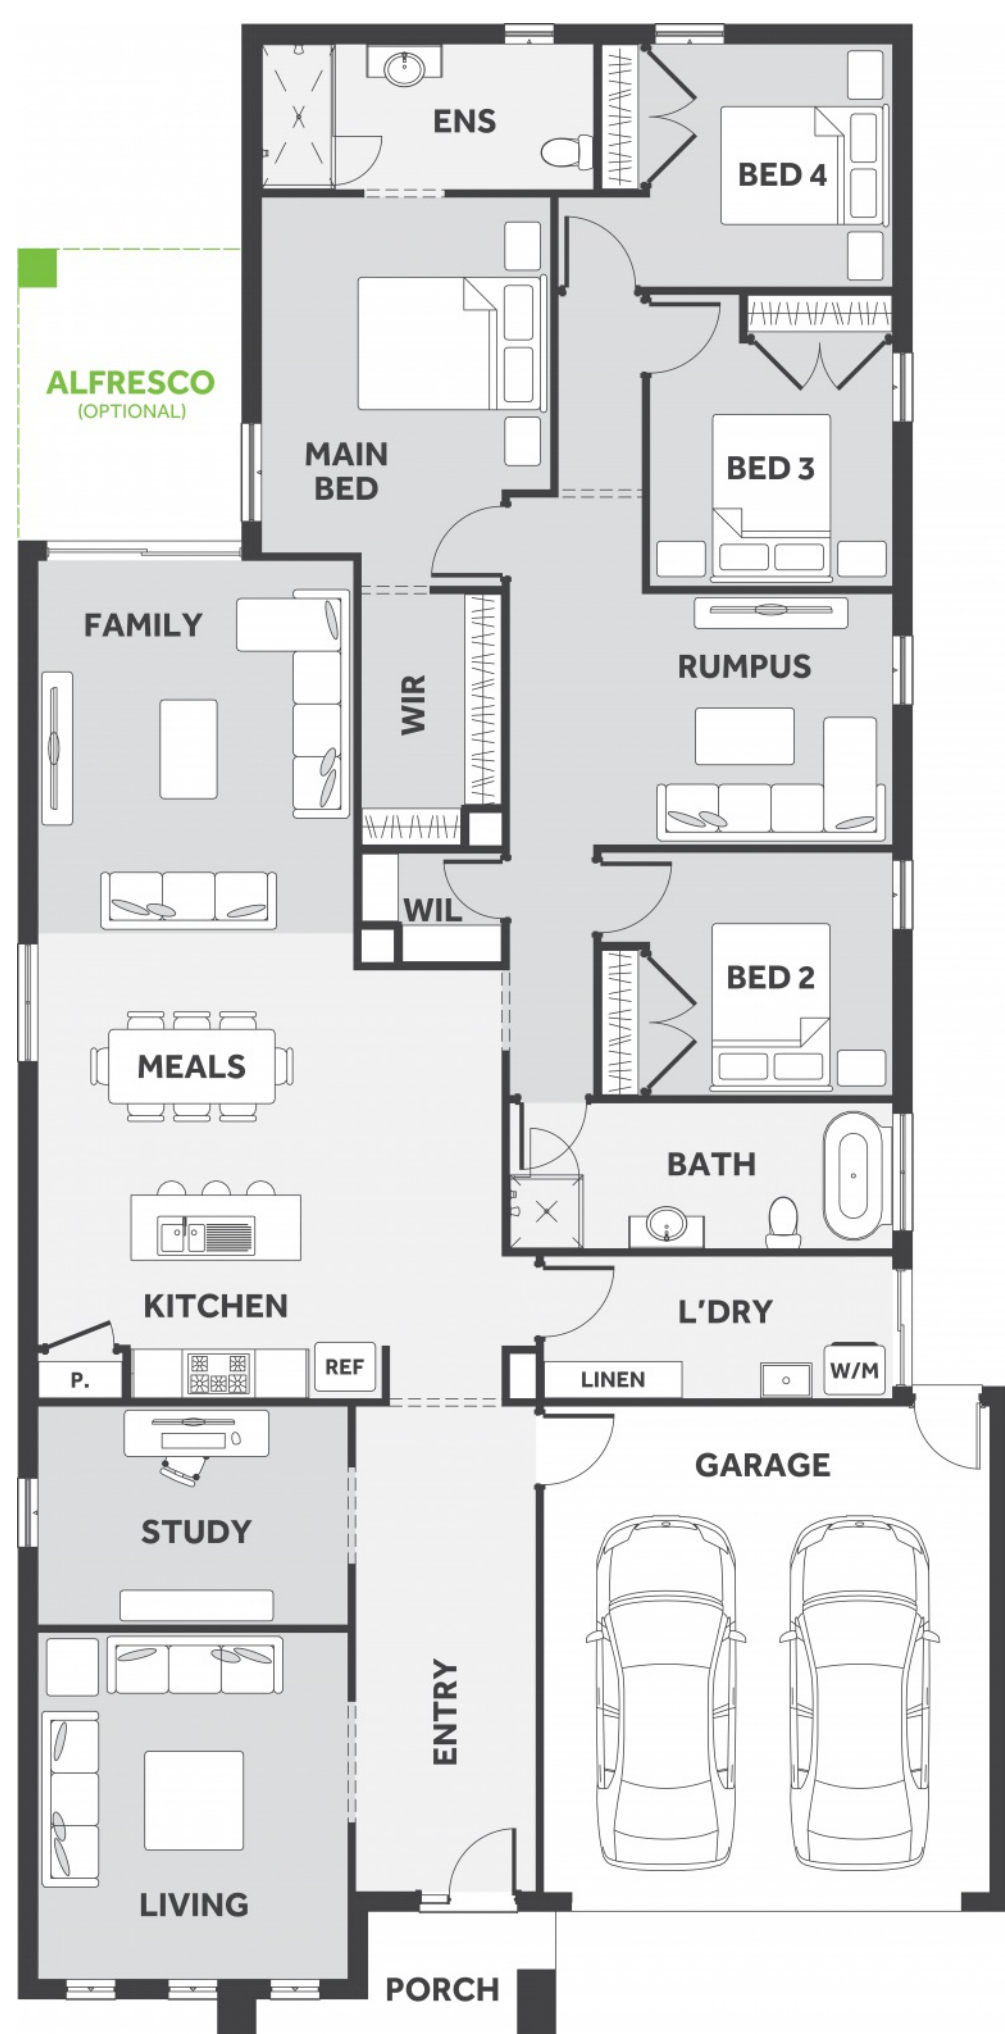 ENS
BED 4
ALFRESCO
(OPTIONAL)
MAIN
BED
BED 3
FAMILY
RUMPUS
WIR
WIL
BED 2
MEALS
BATH
KITCHEN
L'DRY
P.
REF
LINEN
W/M
GARAGE
STUDY
ENTRY
LIVING
PORCH